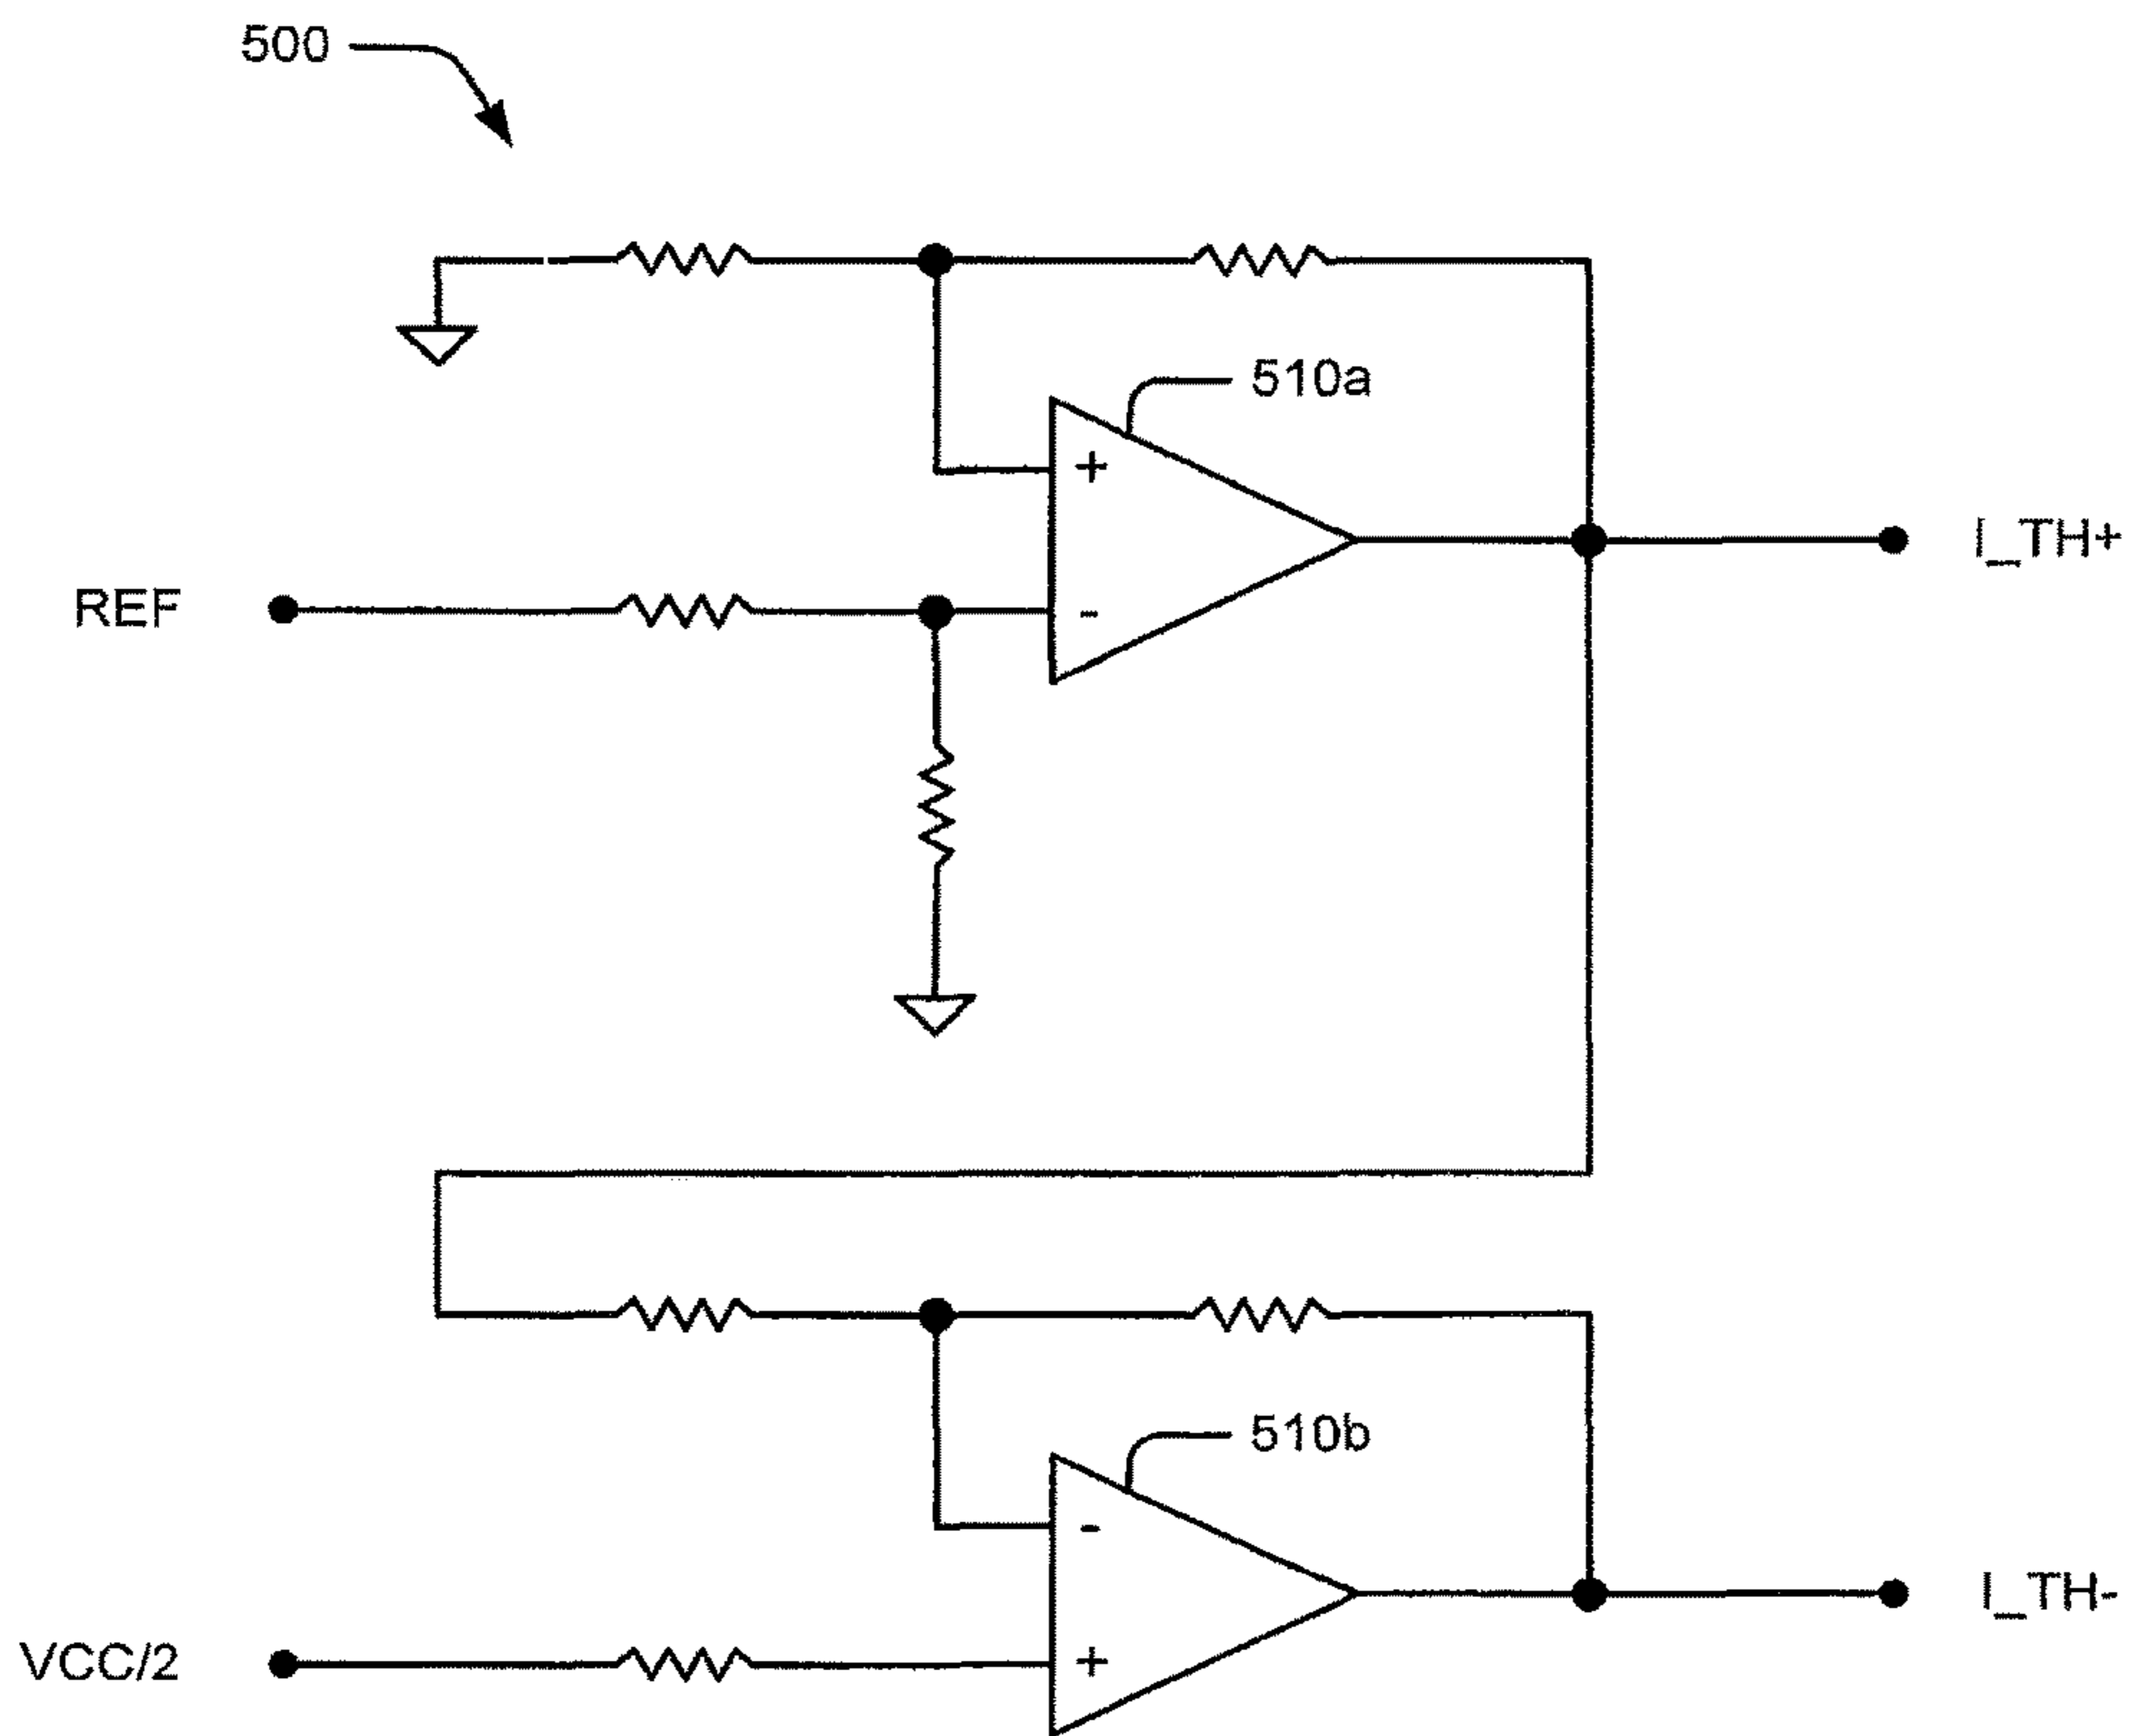 500
510a
+
I_TH+
REF
-
510b
-
I_TH-
VCC/2
+